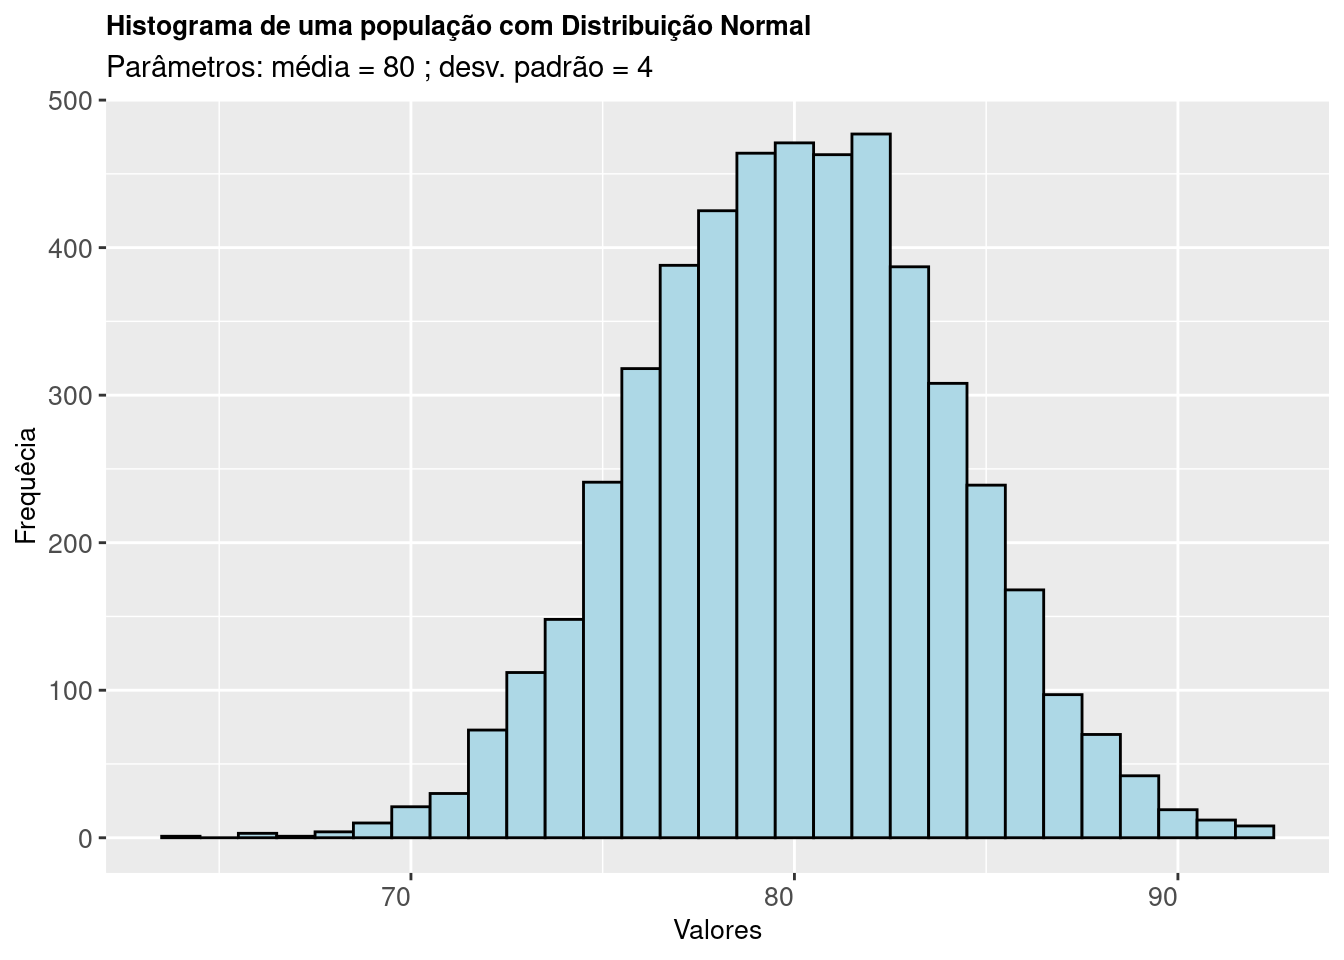 Histograma de uma população com Distribuição Normal
Parâmetros: média = 80 ; desv. padrão = 4
500
400
300
200
100
0
Frequêcia
70 80 90
Valores